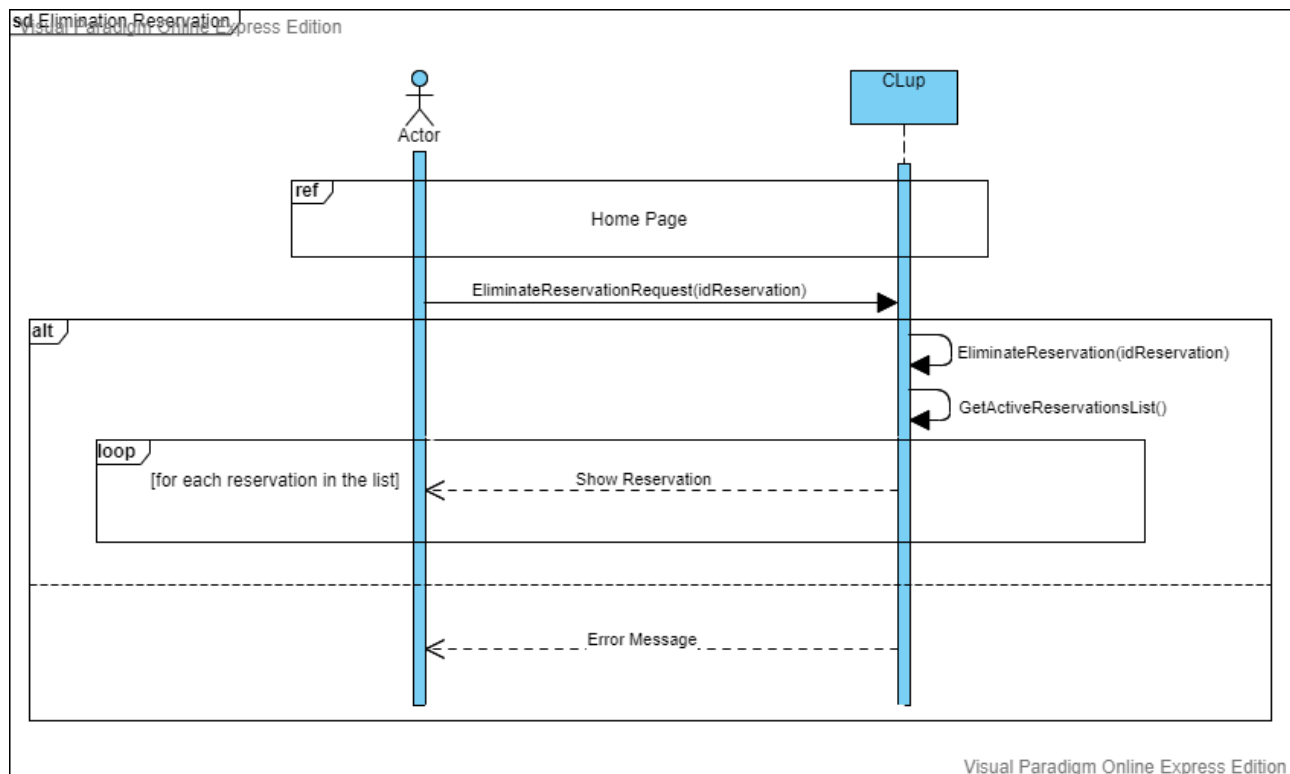 sd Elimination Reservation
Visual Paradigm Online Express Edition
Actor
CLup
ref
Home Page
EliminateReservationRequest(idReservation)
alt
EliminateReservation(idReservation)
GetActiveReservationsList()
loop
[for each reservation in the list]
Show Reservation
Error Message
Visual Paradigm Online Express Edition